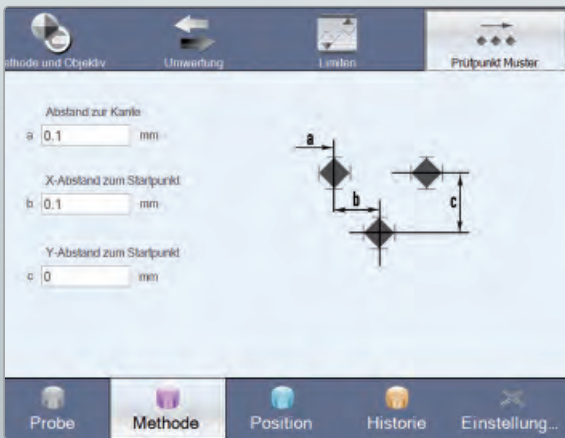 ethode und Objektiv
Umwertung
Limiten
Prüfpunkt Muster
Abstand zur Kante
a 0.1 mm
X-Abstand zum Startpunkt
b 0.1 mm
Y-Abstand zum Startpunkt
c 0 mm
a
b
c
Probe
Methode
Position
Historie
Einstellung...